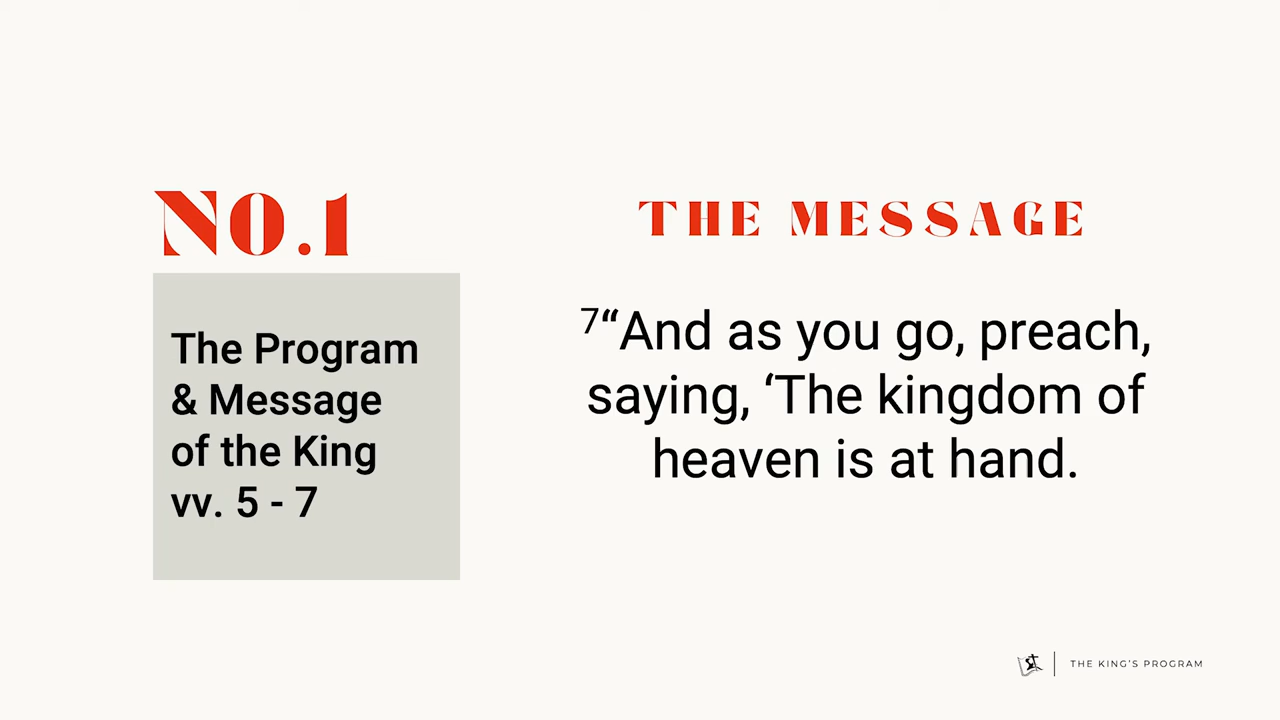 NO.1
The Program
& Message
of the King
vv. 5 - 7
THE MESSAGE
⁷“And as you go, preach,
saying, ‘The kingdom of
heaven is at hand.
THE KING’S PROGRAM